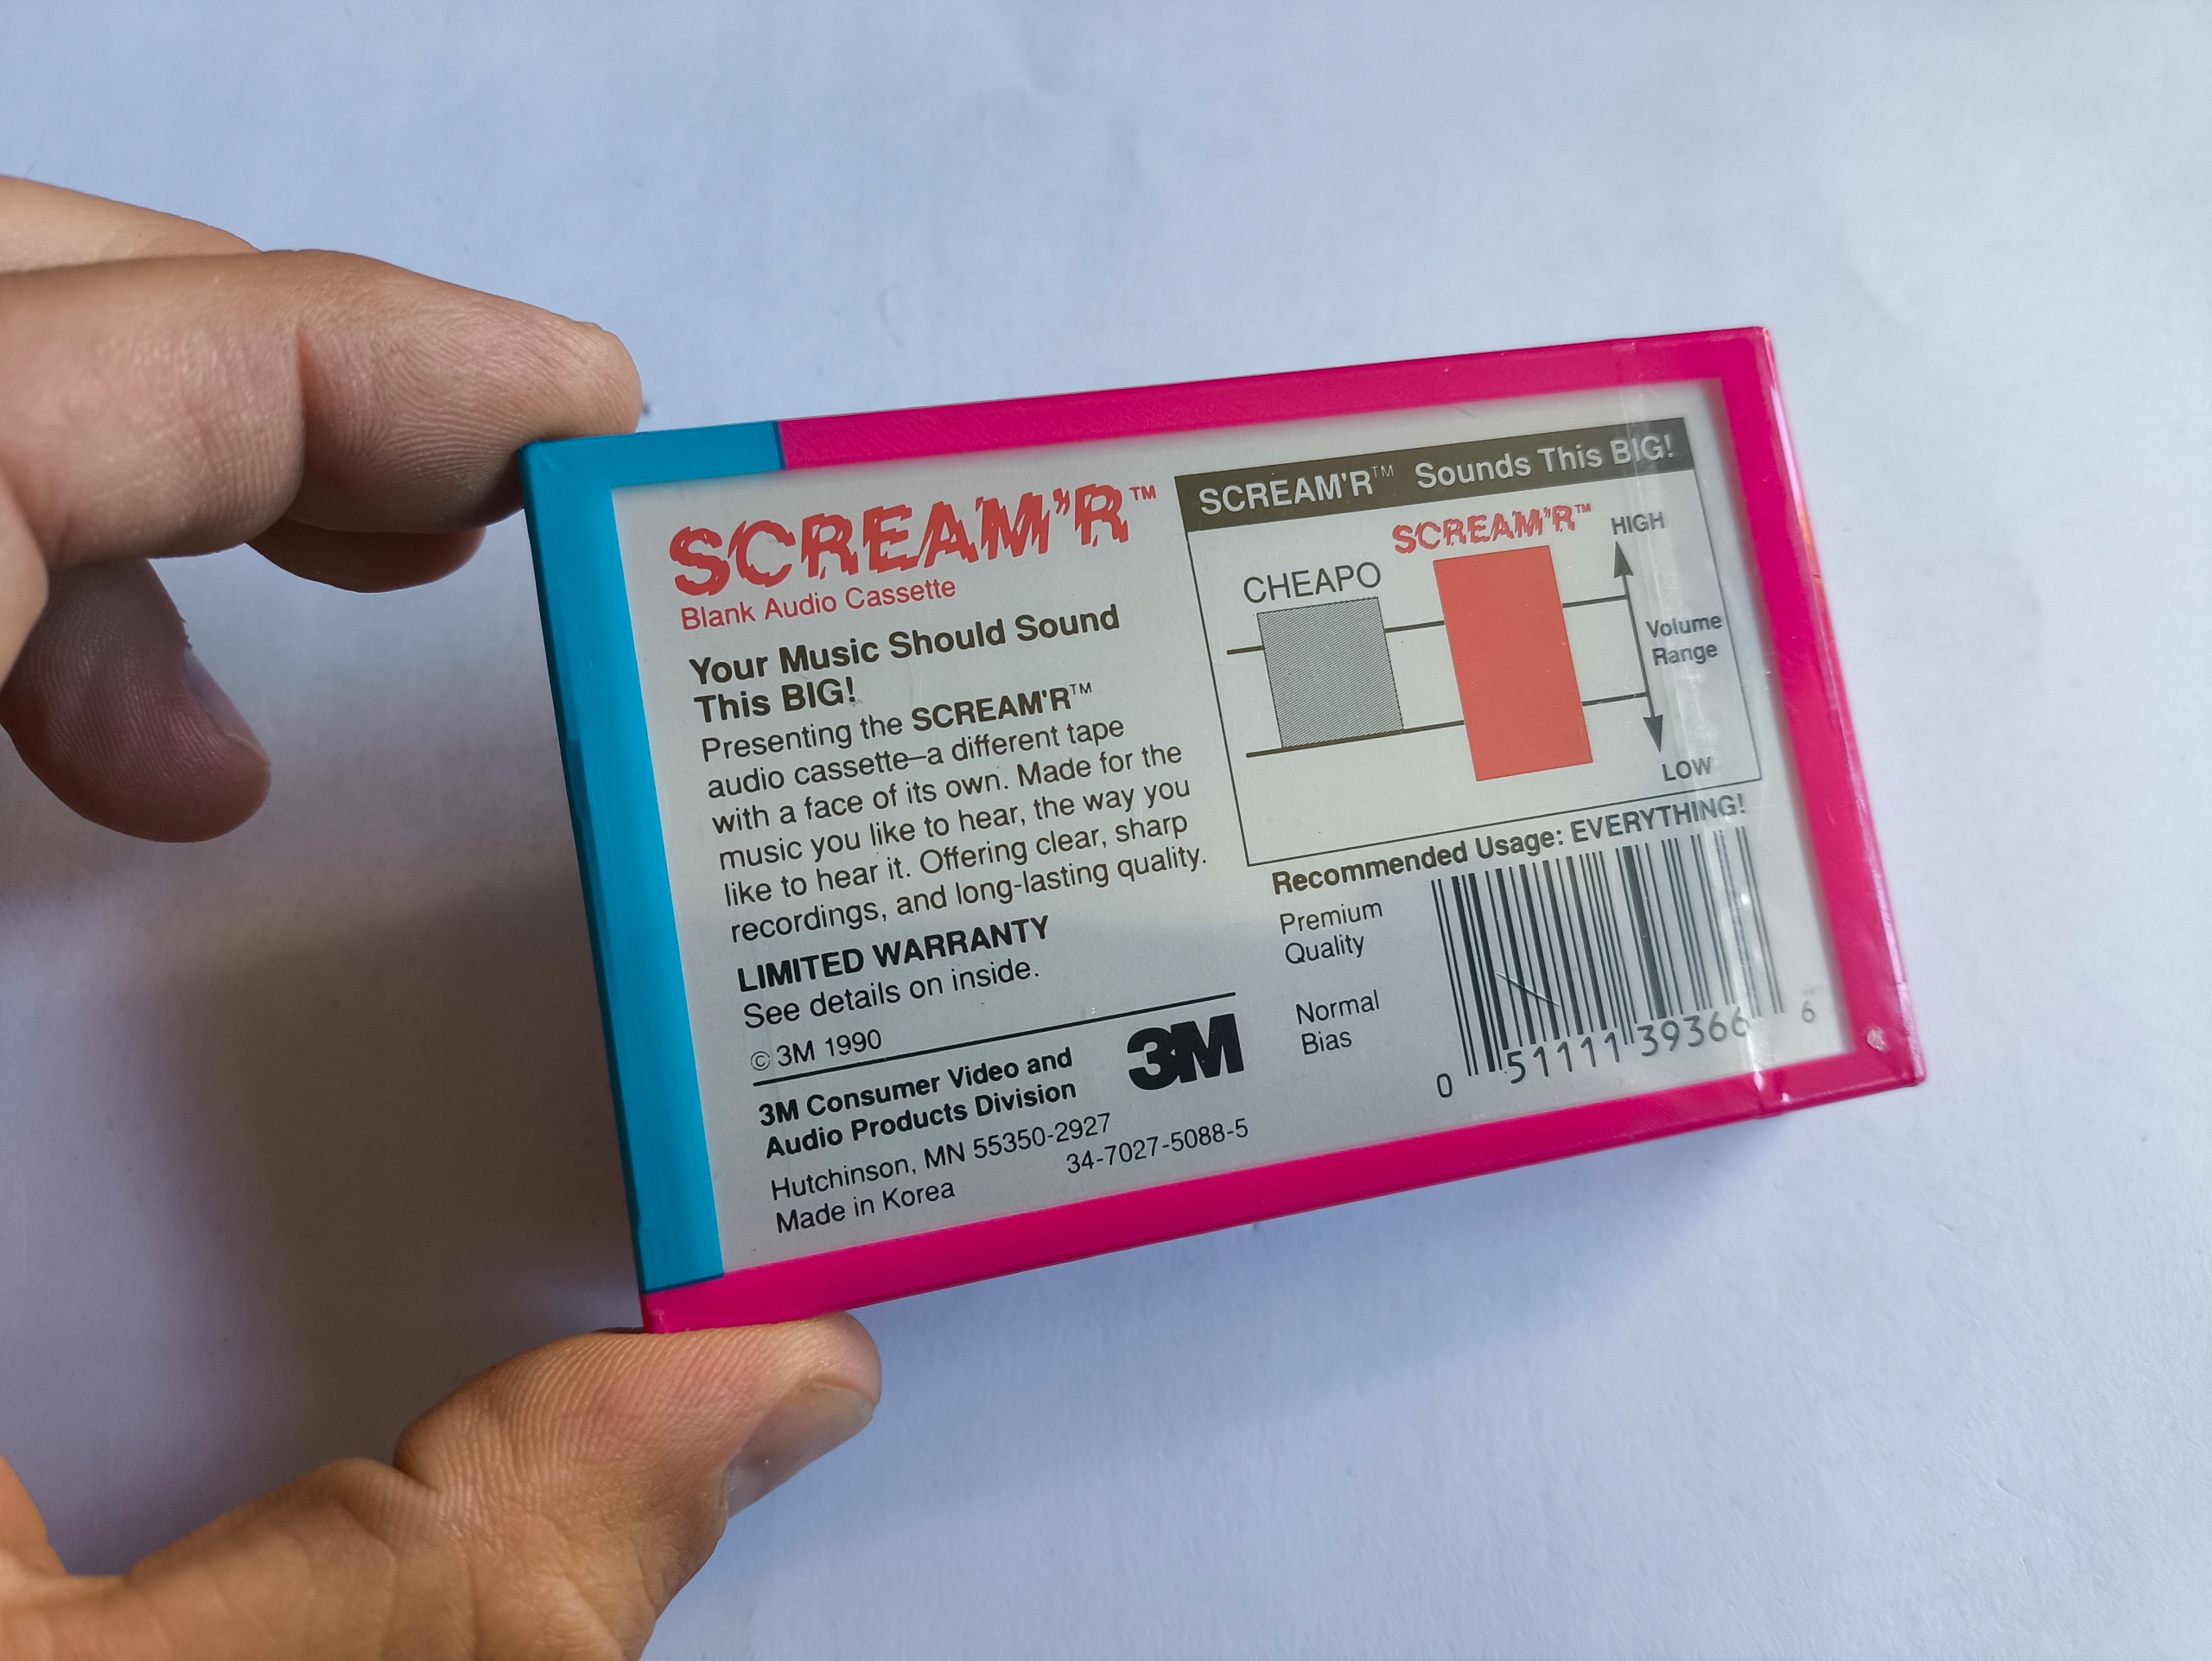 SCREAM'R™
Blank Audio Cassette
Your Music Should Sound
This BIG!
Presenting the SCREAM'R™
audio cassette–a different tape
with a face of its own. Made for the
music you like to hear, the way you
like to hear it. Offering clear, sharp
recordings, and long-lasting quality.
LIMITED WARRANTY
See details on inside.
© 3M 1990
3M Consumer Video and
Audio Products Division
3M
Hutchinson, MN 55350-2927
34-7027-5088-5
Made in Korea
SCREAM'R™ Sounds This BIG!
CHEAPO
SCREAM'R™
HIGH
Volume
Range
LOW
Recommended Usage: EVERYTHING!
Premium
Quality
Normal
Bias
0 51111 39366 6